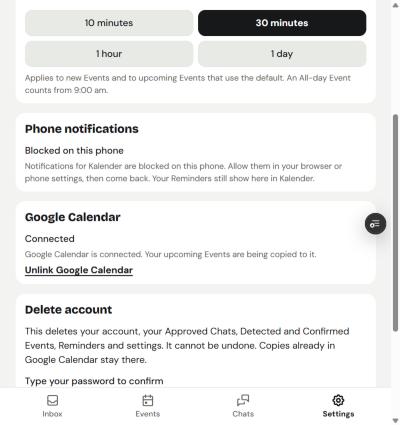 10 minutes
30 minutes
1 hour
1 day
Applies to new Events and to upcoming Events that use the default. An All-day Event
counts from 9:00 am.
Phone notifications
Blocked on this phone
Notifications for Kalender are blocked on this phone. Allow them in your browser or
phone settings, then come back. Your Reminders still show here in Kalender.
Google Calendar
Connected
Google Calendar is connected. Your upcoming Events are being copied to it.
Unlink Google Calendar
Delete account
This deletes your account, your Approved Chats, Detected and Confirmed
Events, Reminders and settings. It cannot be undone. Copies already in
Google Calendar stay there.
Type your password to confirm
Inbox
Events
Chats
Settings